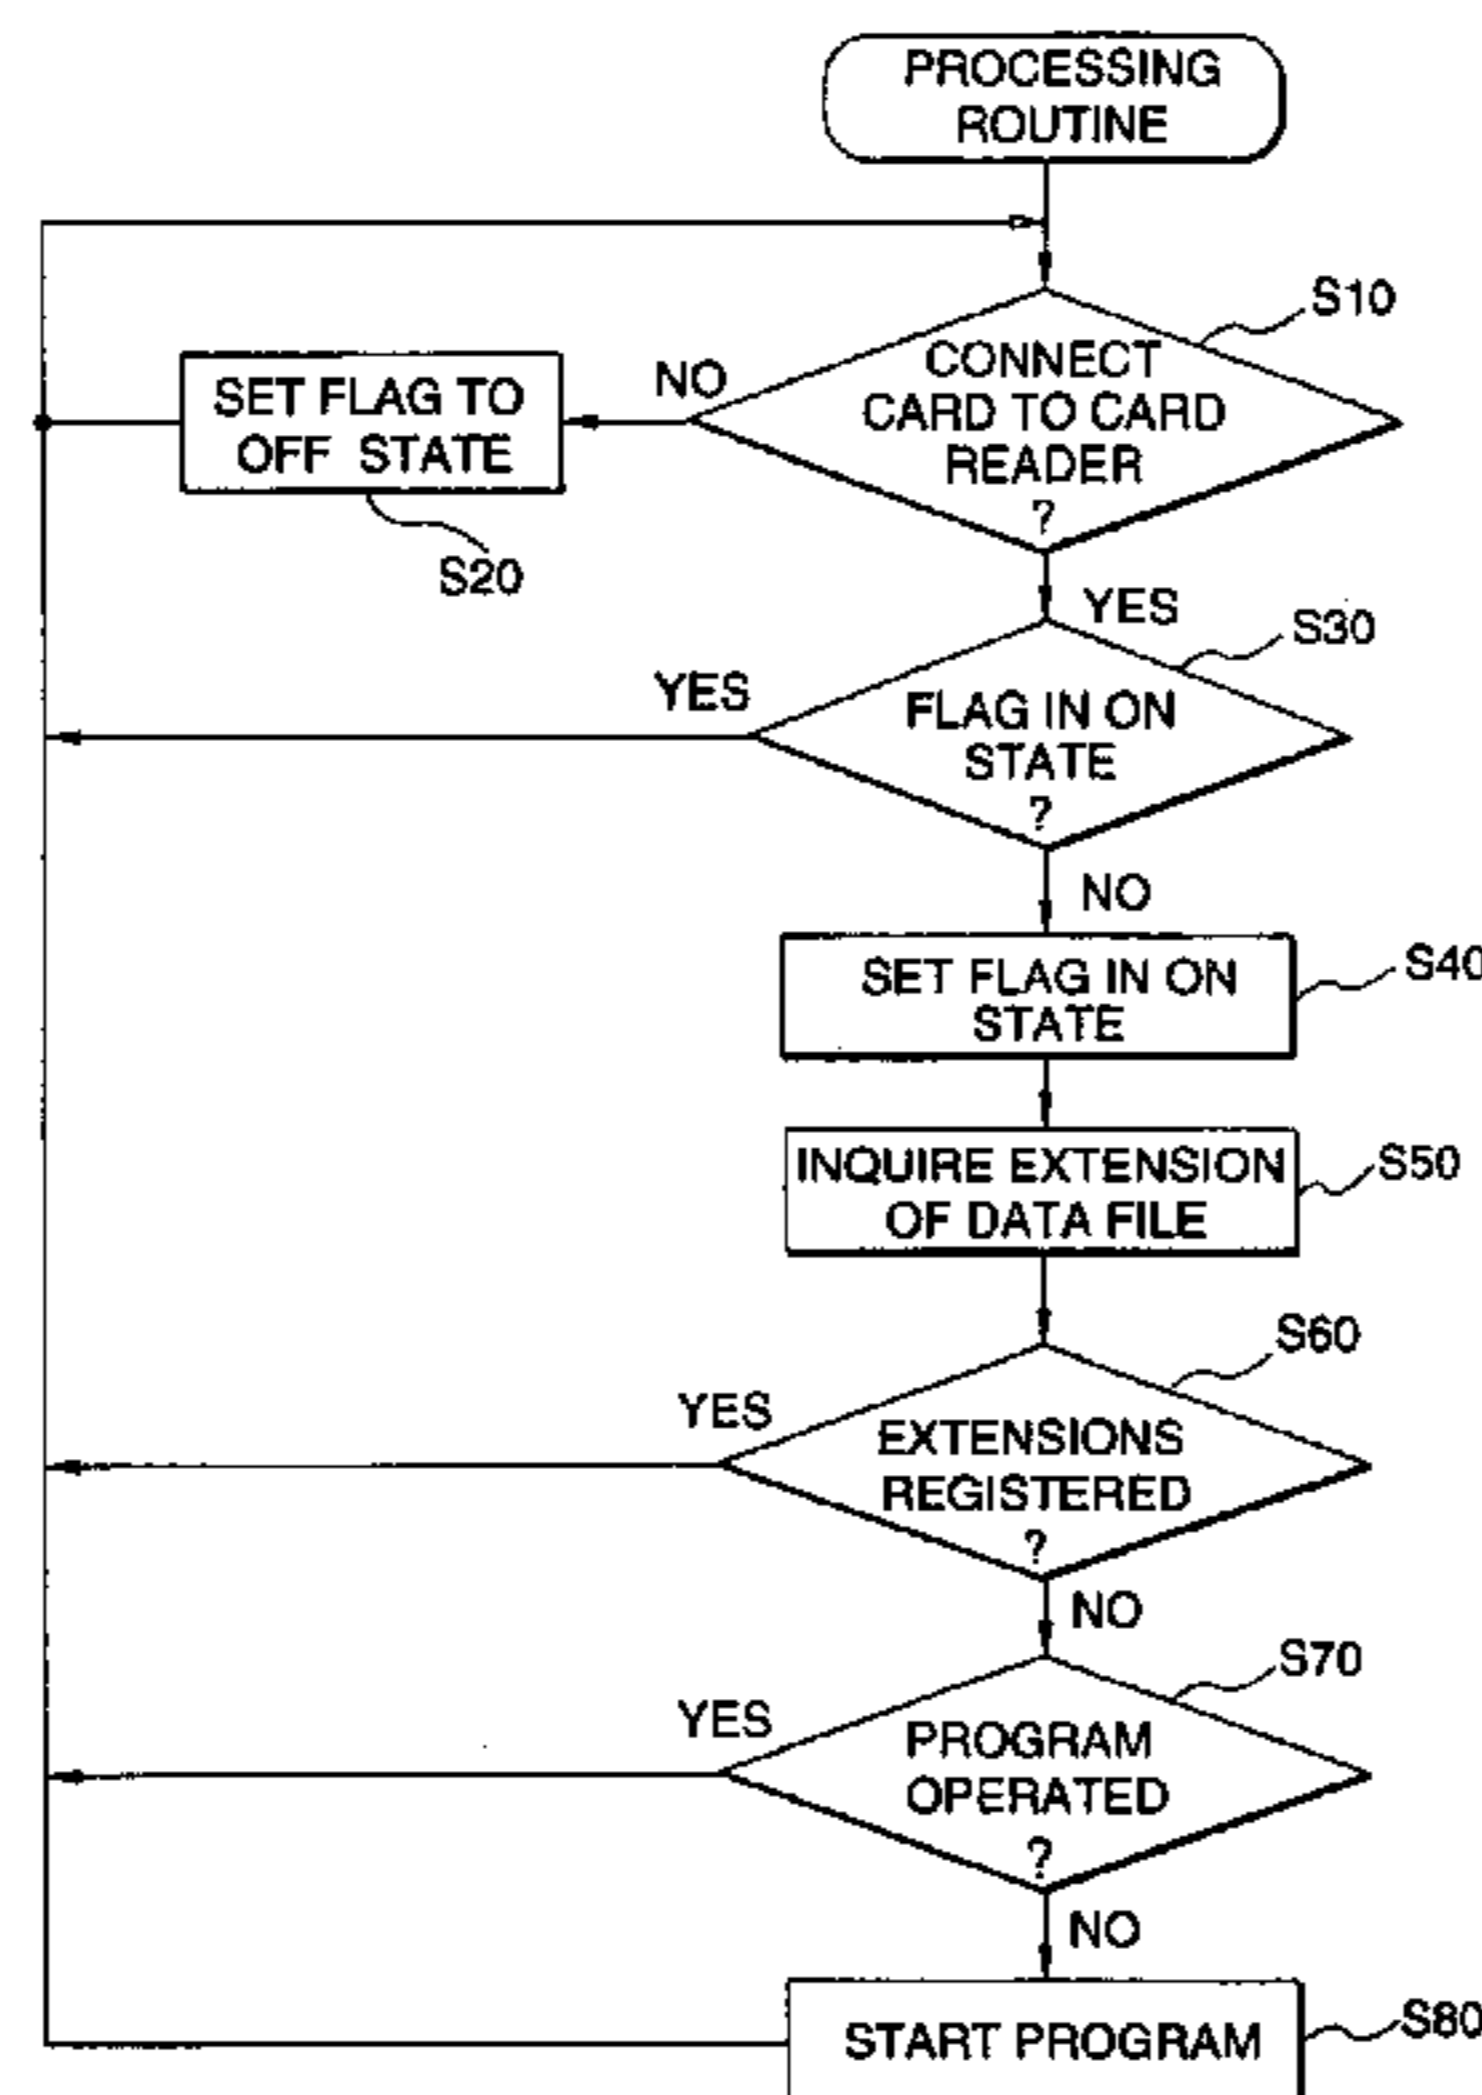 PROCESSING
ROUTINE
S10
CONNECT
CARD TO CARD
READER
?
NO
SET FLAG TO
OFF STATE
S20
YES
S30
YES
FLAG IN ON
STATE
?
NO
SET FLAG IN ON
STATE
S40
INQUIRE EXTENSION
OF DATA FILE
S50
S60
YES
EXTENSIONS
REGISTERED
?
NO
S70
YES
PROGRAM
OPERATED
?
NO
START PROGRAM
S80